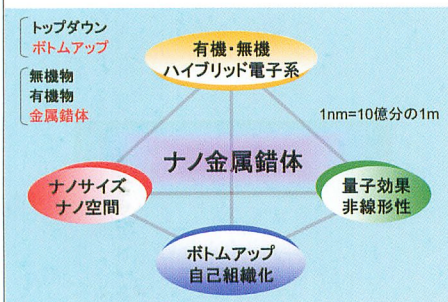 トップダウン
ボトムアップ
無機物
有機物
金属錯体
有機・無機
ハイブリッド電子系
1nm=10億分の1m
ナノ金属錯体
ナノサイズ
ナノ空間
量子効果
非線形性
ボトムアップ
自己組織化